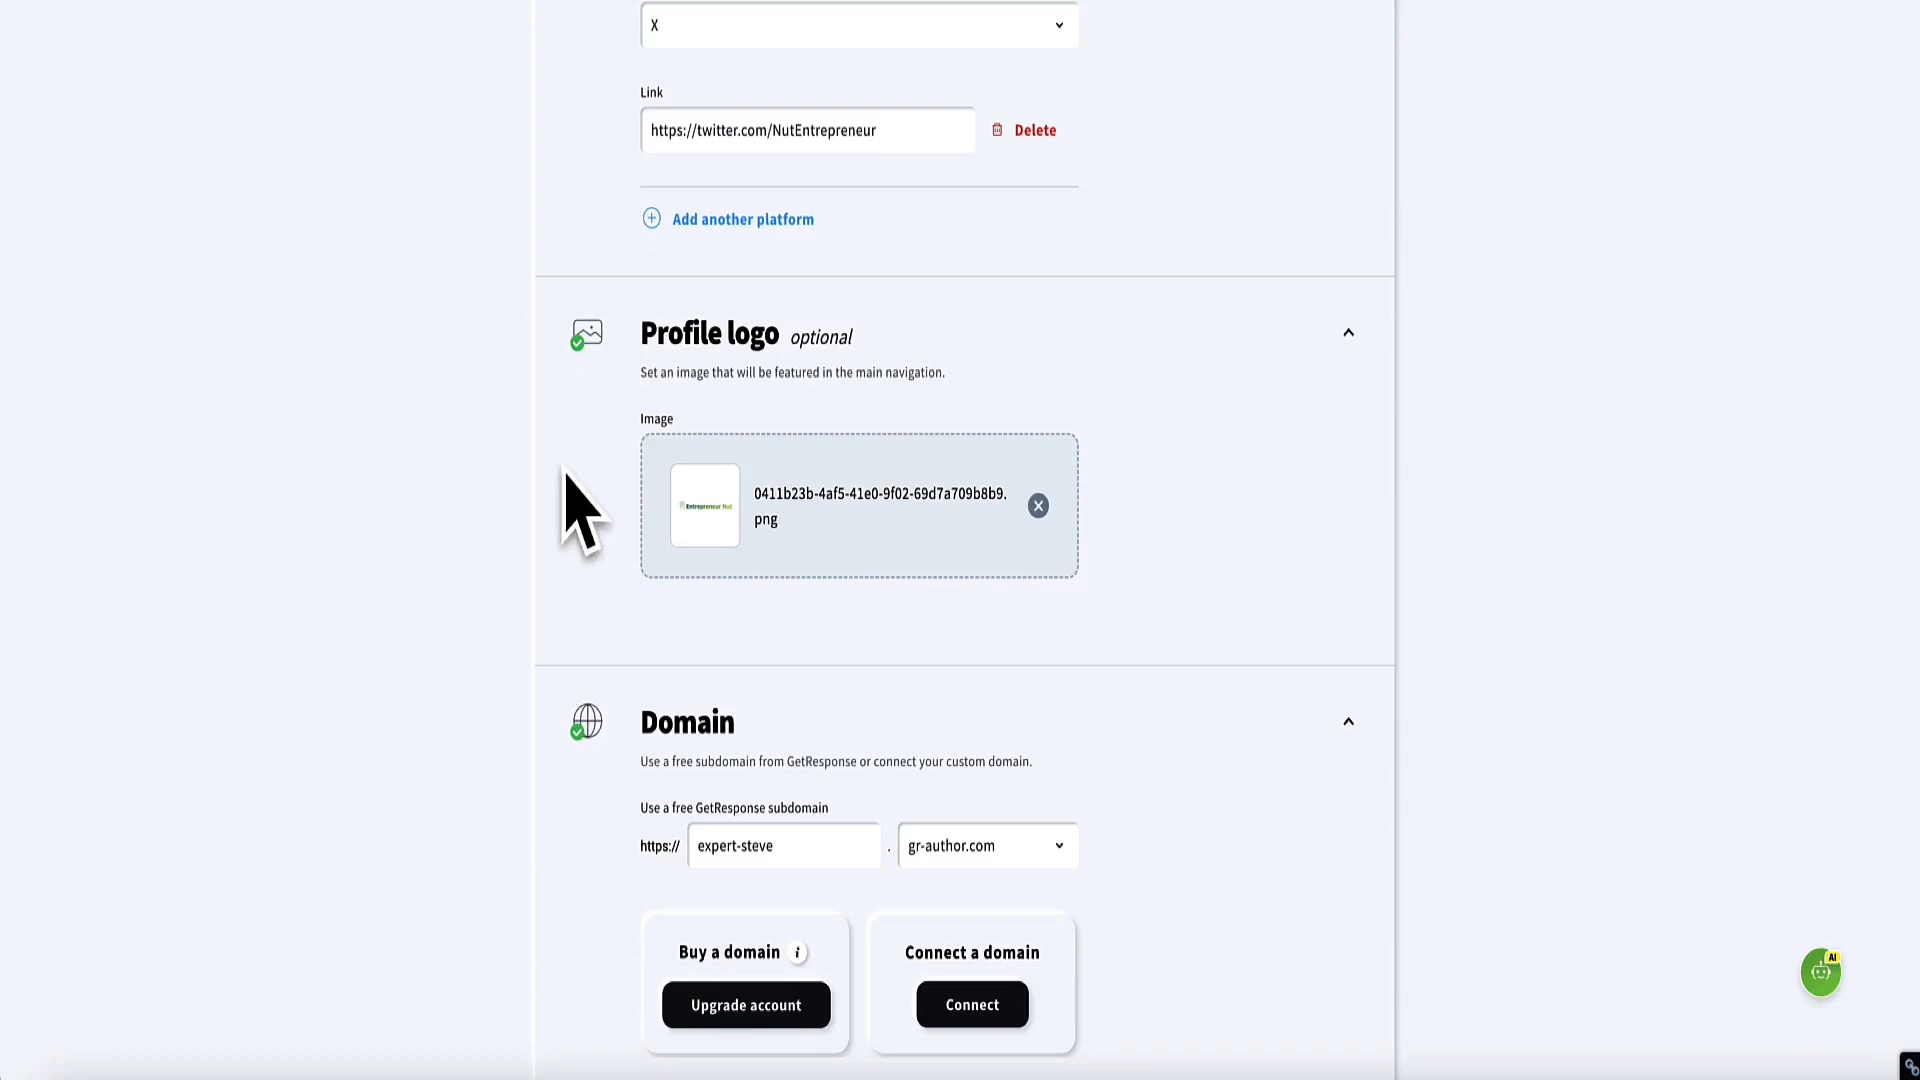 X
Link
https://twitter.com/NutEntrepreneur
Delete
Add another platform
Profile logo optional
Set an image that will be featured in the main navigation.
Image
Entrepreneur Nut
0411b23b-4af5-41e0-9f02-69d7a709b8b9.
png
Domain
Use a free subdomain from GetResponse or connect your custom domain.
Use a free GetResponse subdomain
https:// expert-steve . gr-author.com
Buy a domain i
Connect a domain
Upgrade account
Connect
AI